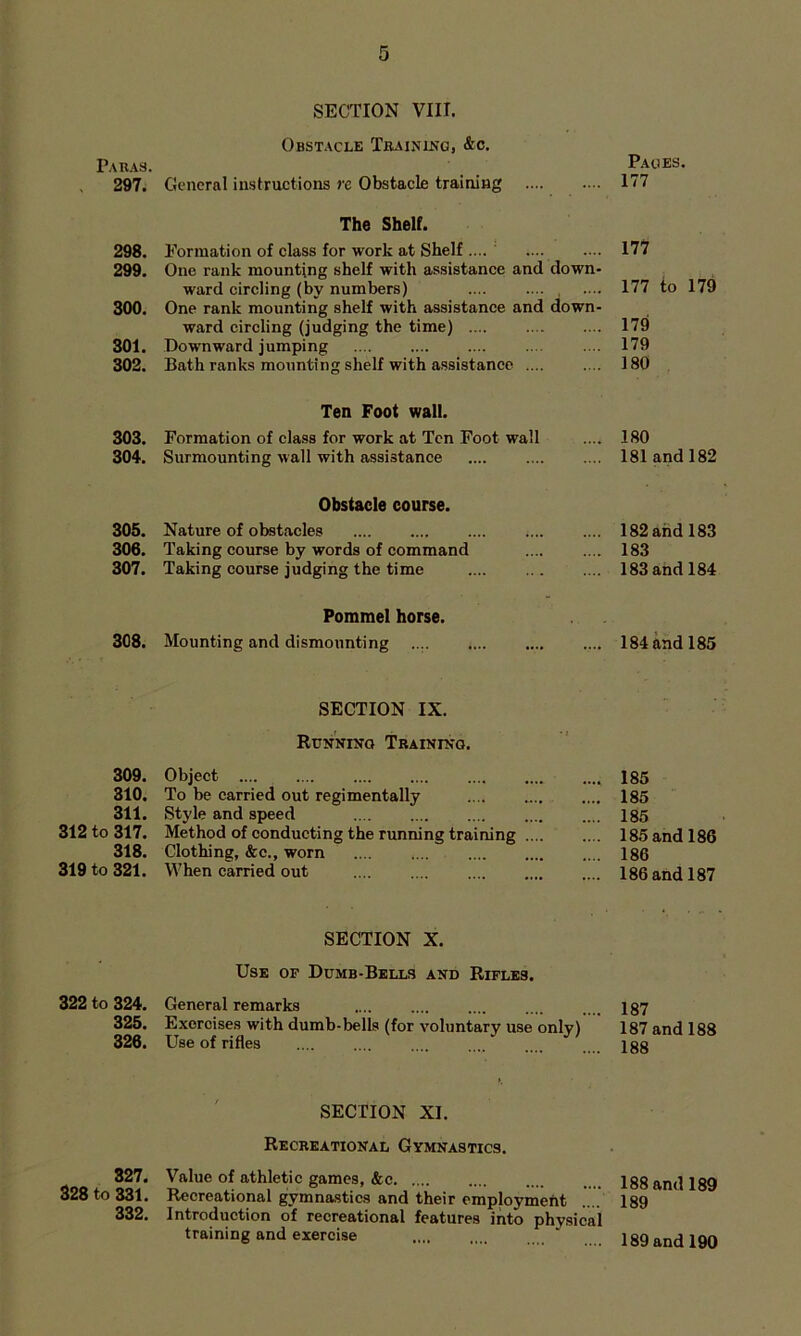 5
SECTION VIII.
OBSTACLE TRAINING, &C.
PARAS. PAGES.
297. General instructions re Obstacle training .... .... 177
The Shelf.
298. Formation of class for work at Shelf .... .... .... 177
299. One rank mounting shelf with assistance and down-
ward circling (by numbers) .... .... .... 177 to 179
300. One rank mounting shelf with assistance and down-
ward circling (judging the time) .... .... .... 179
301. Downward jumping .... .... .... .... .... 179
302. Bath ranks mounting shelf with assistance .... .... 180
Ten Foot wall.
303. Formation of class for work at Ten Foot wall .... 180
304. Surmounting wall with assistance .... .... .... 181 and 182
Obstacle course.
305. Nature of obstacles .... .... .... .... .... 182 and 183
306. Taking course by words of command .... .... 183
307. Taking course judging the time .... .... .... 183 and 184
Pommel horse.
308. Mounting and dismounting .... .... .... .... 184 and 185
SECTION IX.
RUNNING TRAINING.
309. Object .... .... .... .... .... .... .... 185
310. To be carried out regimentally .... .... .... 185
311. Style and speed .... .... .... .... .... 185
312 to 317. Method of conducting the running training .... .... 185 and 186
318. Clothing, &c., worn .... .... .... .... .... 186
319 to 321. When carried out .... .... .... .... .... 186 and 187
SECTION X.
USE OF DUMB-BELLS AND RIFLES.
322 to 324. General remarks .... .... .... .... .... 187
325. Exercises with dumb-bells (for voluntary use only) 187 and 188
326. Use of rifles .... .... .... .... .... .... 188
SECTION XI.
RECREATIONAL GYMNASTICS.
327. Value of athletic games, &c. .... .... .... .... 188 and 189
328 to 331. Recreational gymnastics and their employment .... 189
332. Introduction of recreational features into physical
training and exercise .... .... .... .... 189 and 190